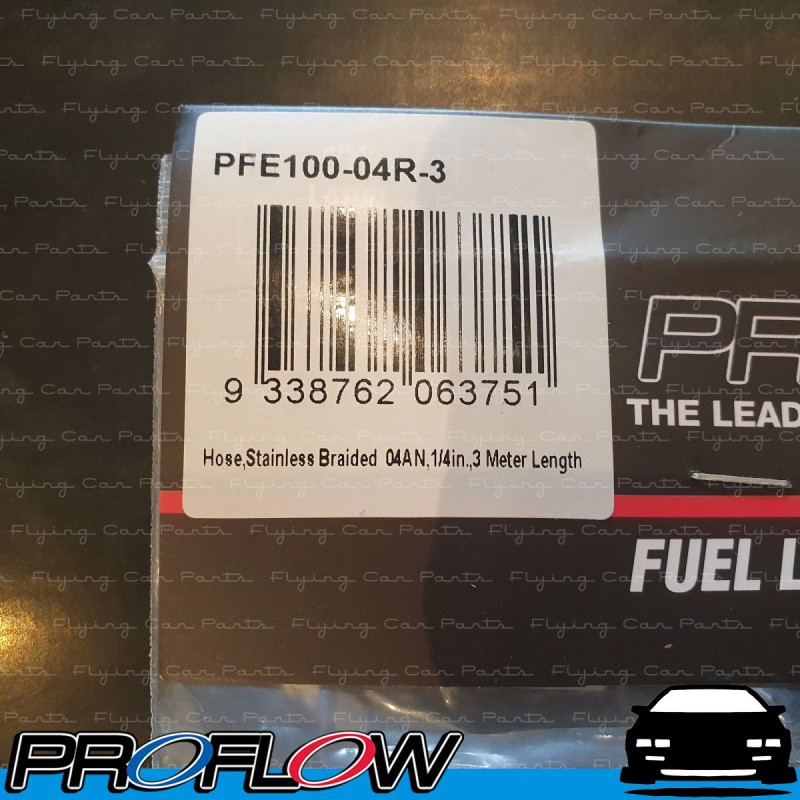 PFE100-04R-3
9 338762 063751
Hose,Stainless Braided 04AN,1/4in.,3 Meter Length
PR
THE LEAD
FUEL L
PROFLOW
Flying Car Parts